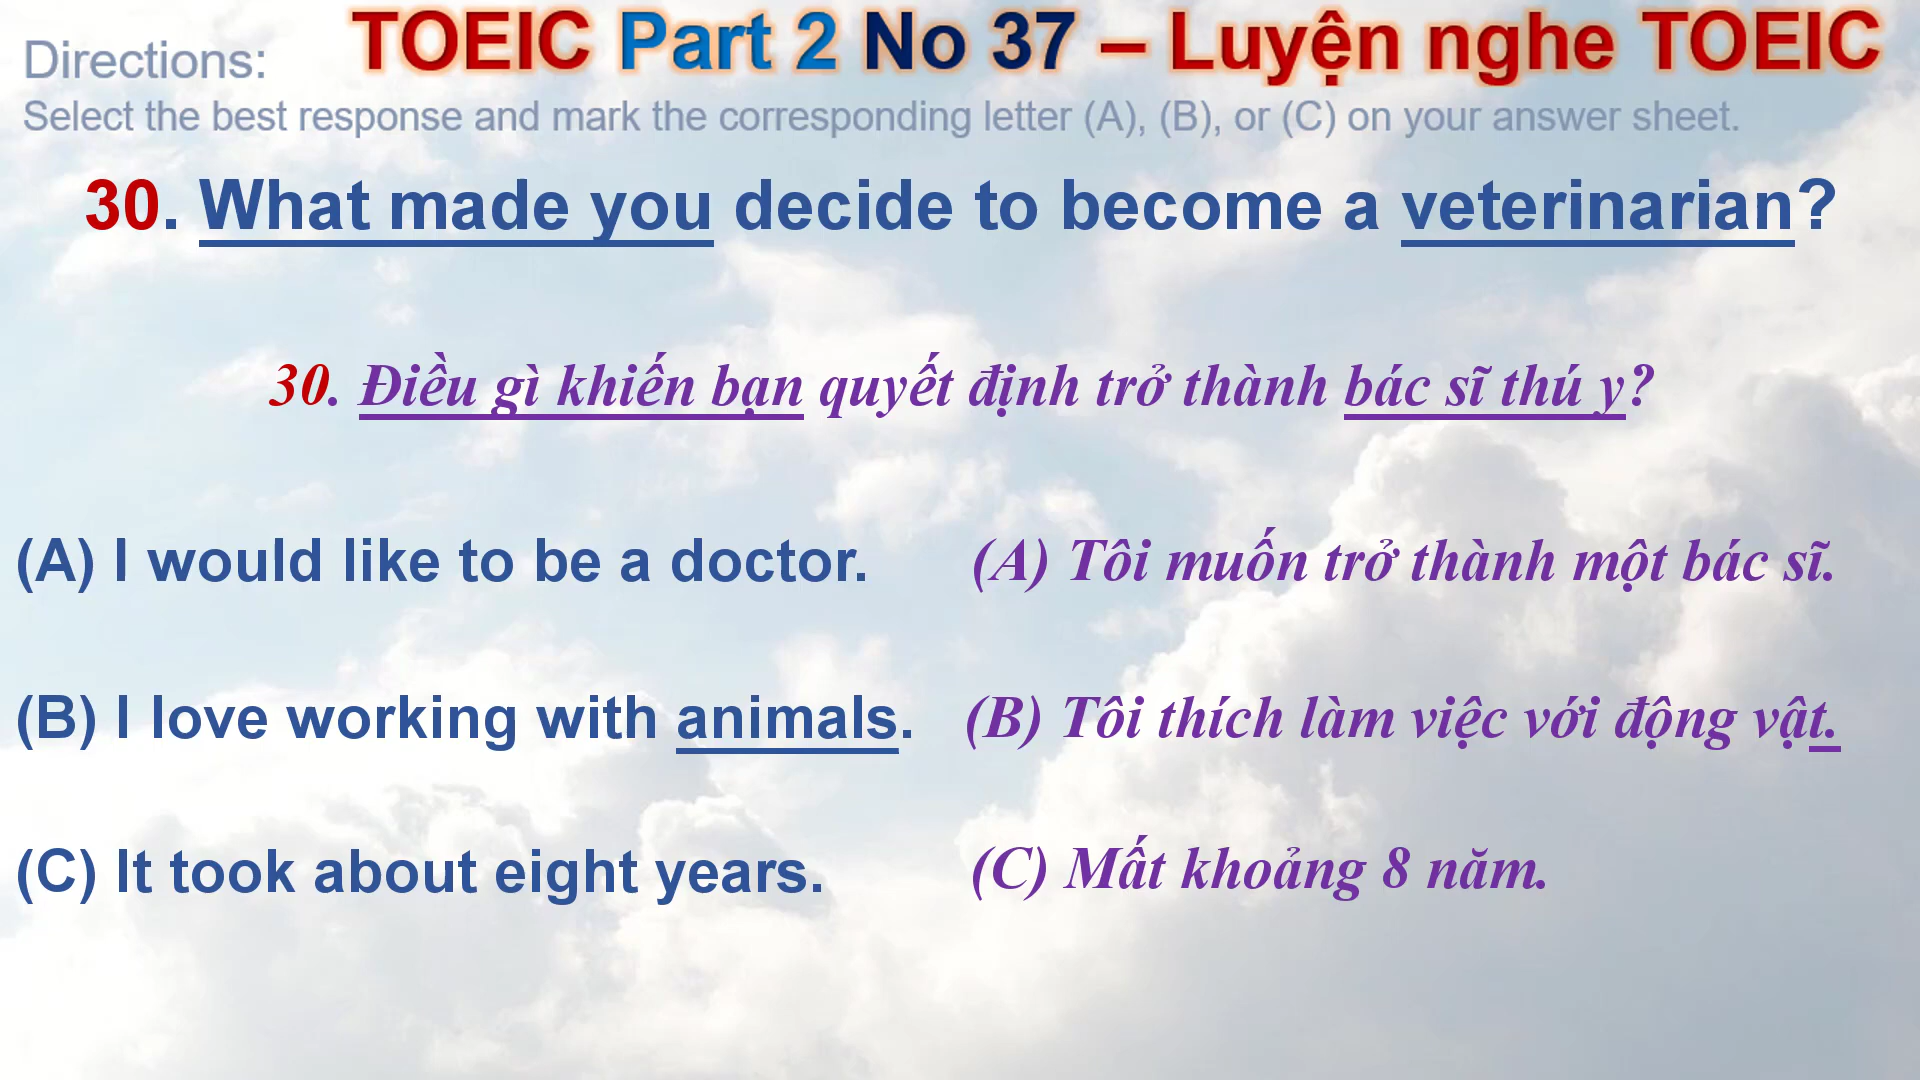 TOEIC Part 2 No 37 – Luyện nghe TOEIC
Directions:
Select the best response and mark the corresponding letter (A), (B), or (C) on your answer sheet.
30. What made you decide to become a veterinarian?
30. Điều gì khiến bạn quyết định trở thành bác sĩ thú y?
(A) I would like to be a doctor.
(A) Tôi muốn trở thành một bác sĩ.
(B) I love working with animals.
(B) Tôi thích làm việc với động vật.
(C) It took about eight years.
(C) Mất khoảng 8 năm.